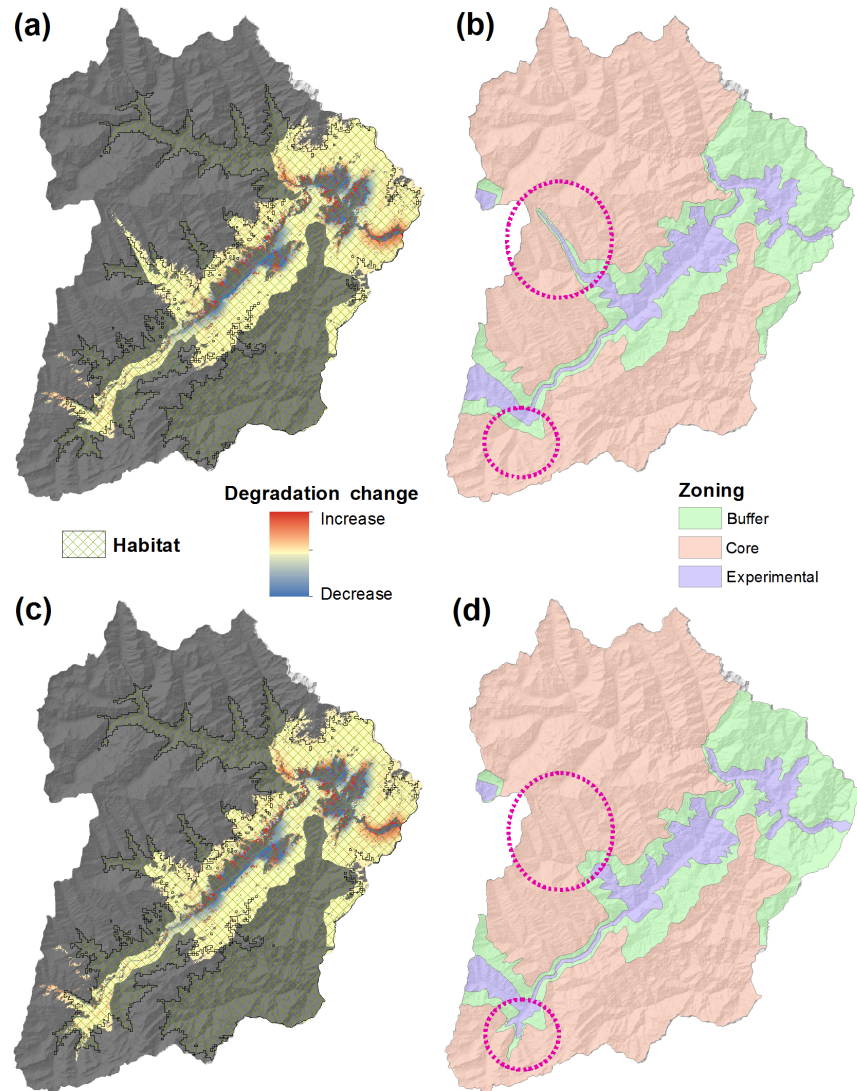 (a)
(b)
Degradation change
Increase
Decrease
Habitat
Zoning
Buffer
Core
Experimental
(c)
(d)